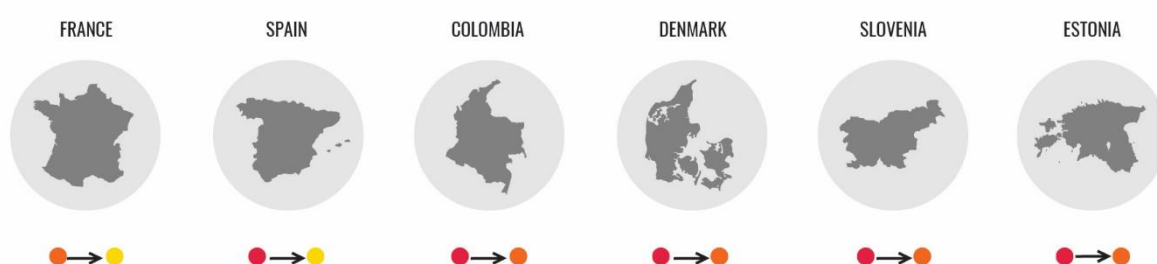 FRANCE
SPAIN
COLOMBIA
DENMARK
SLOVENIA
ESTONIA